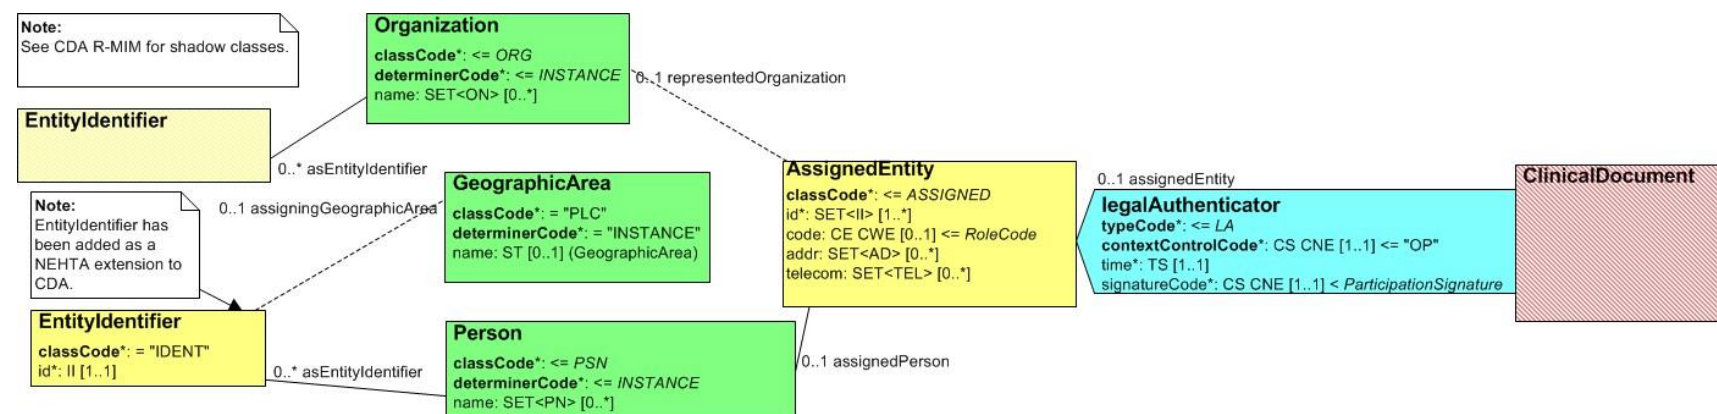 Note:
See CDA R-MIM for shadow classes.
Organization
classCode*: <= ORG
determinerCode*: <= INSTANCE
name: SET<ON> [0..*]
0..1 representedOrganization
EntityIdentifier
0..* asEntityIdentifier
GeographicArea
classCode*: = "PLC"
determinerCode*: = "INSTANCE"
name: ST [0..1] (GeographicArea)
Note:
EntityIdentifier has
been added as a
NEHTA extension to
CDA.
0..1 assigningGeographicArea
AssignedEntity
classCode*: <= ASSIGNED
id*: SET<II> [1..*]
code: CE CWE [0..1] <= RoleCode
addr: SET<AD> [0..*]
telecom: SET<TEL> [0..*]
0..1 assignedEntity
legalAuthenticator
typeCode*: <= LA
contextControlCode*: CS CNE [1..1] <= "OP"
time*: TS [1..1]
signatureCode*: CS CNE [1..1] < ParticipationSignature
ClinicalDocument
EntityIdentifier
classCode*: = "IDENT"
id*: II [1..1]
0..* asEntityIdentifier
Person
classCode*: <= PSN
determinerCode*: <= INSTANCE
name: SET<PN> [0..*]
0..1 assignedPerson